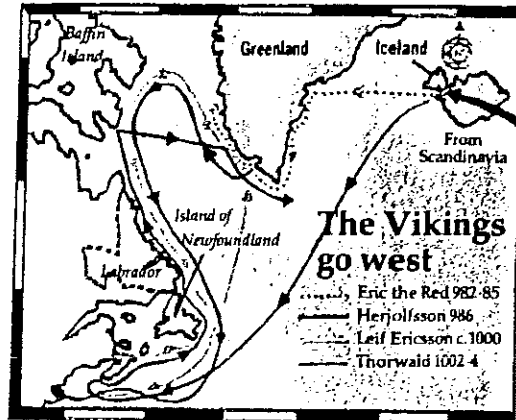 Baffin
Island
Greenland
Iceland
From
Scandinavia
Island of
Newfoundland
Labrador
The Vikings
go west
Eric the Red 982-85
Herjolfsson 986
Leif Ericsson c.1000
Thorwald 1002-4